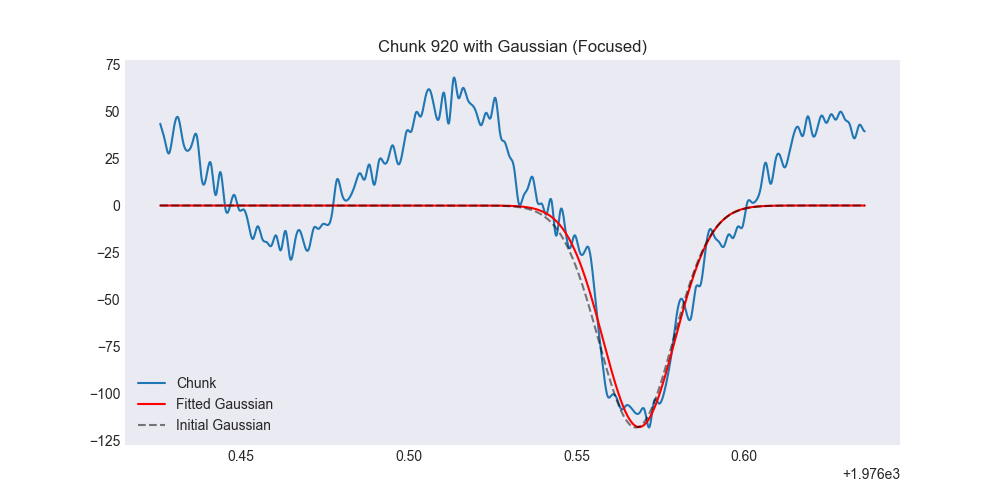 Chunk 920 with Gaussian (Focused)
75
50
25
0
−25
−50
−75
−100
−125
Chunk
Fitted Gaussian
Initial Gaussian
0.45 0.50 0.55 0.60
+1.976e3